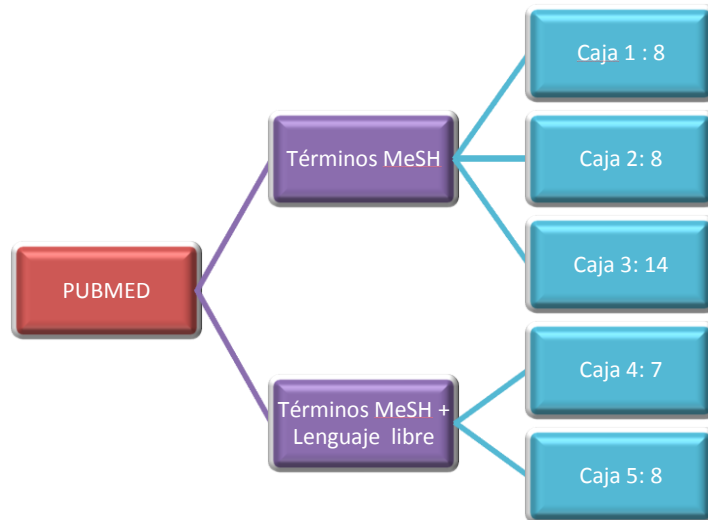 PUBMED
Términos MeSH
Caja 1 : 8
Caja 2: 8
Caja 3: 14
Términos MeSH +
Lenguaje libre
Caja 4: 7
Caja 5: 8